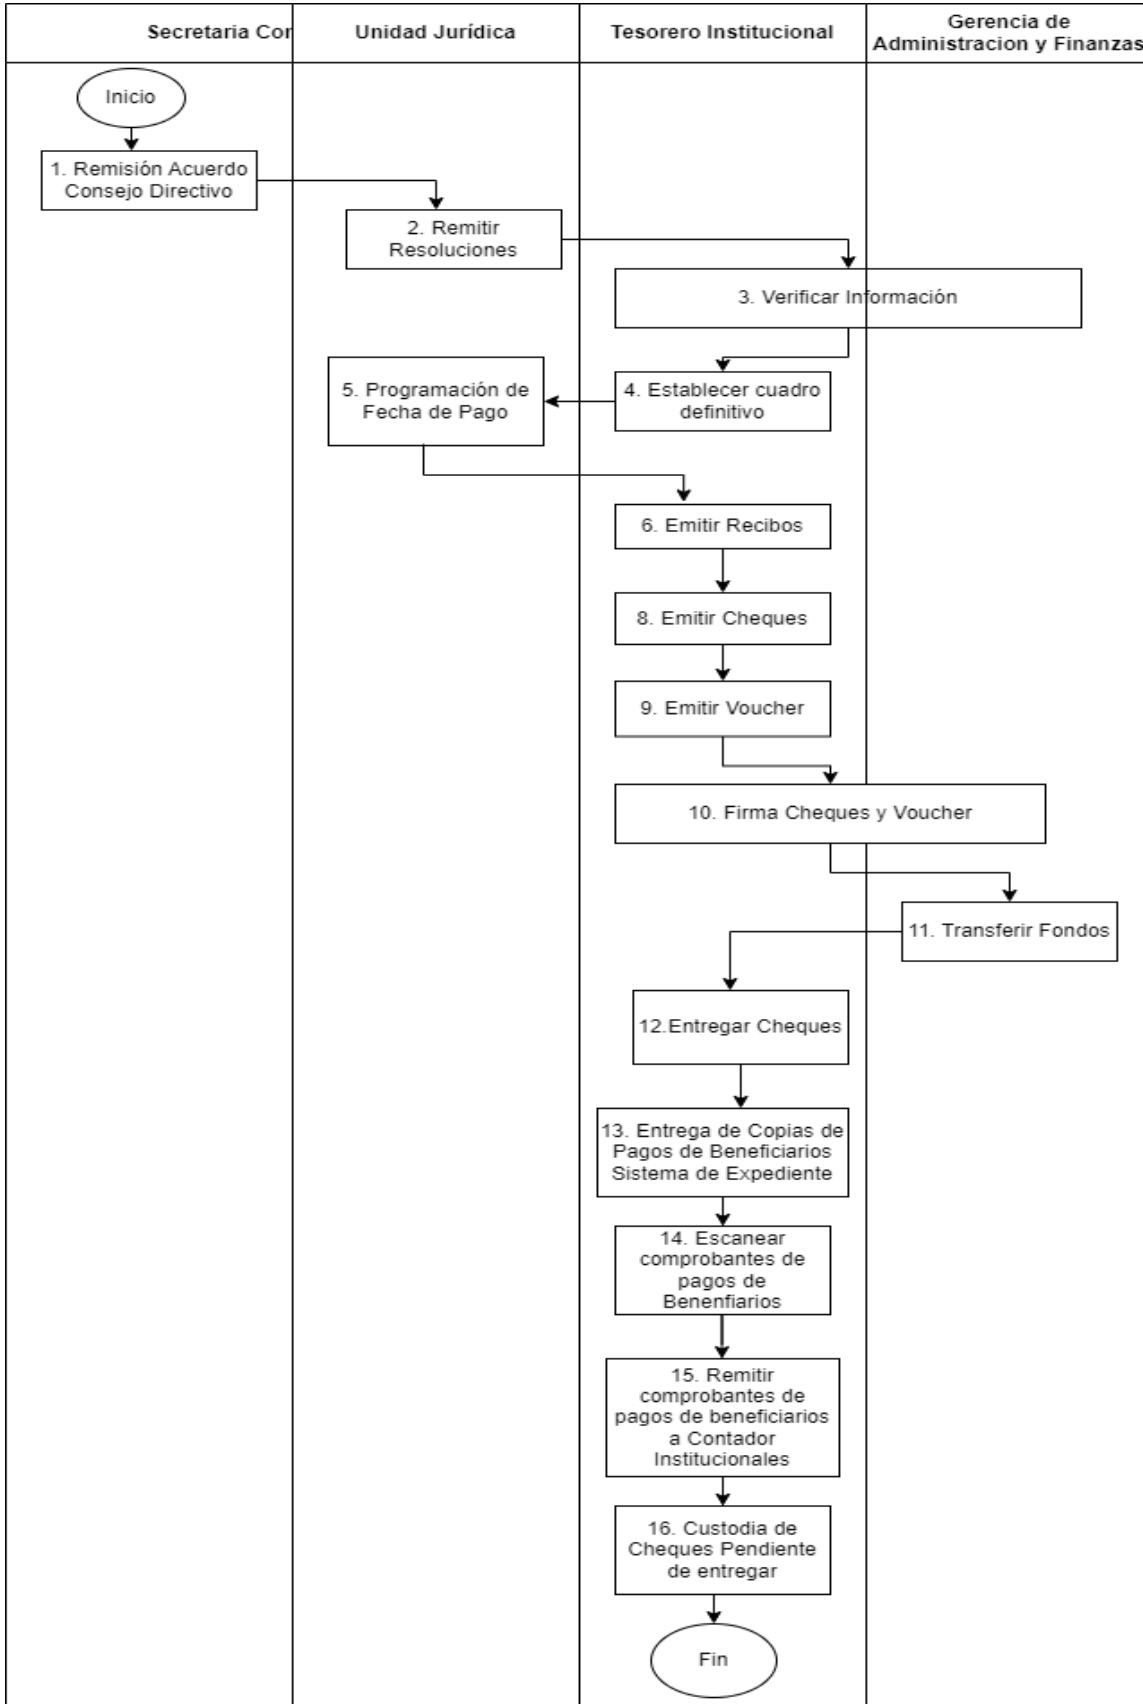 Secretaria Cor
Unidad Jurídica
Tesorero Institucional
Gerencia de
Administracion y Finanzas
Inicio
1. Remisión Acuerdo
Consejo Directivo
2. Remitir
Resoluciones
3. Verificar Información
5. Programación de
Fecha de Pago
4. Establecer cuadro
definitivo
6. Emitir Recibos
8. Emitir Cheques
9. Emitir Voucher
10. Firma Cheques y Voucher
11. Transferir Fondos
12.Entregar Cheques
13. Entrega de Copias de
Pagos de Beneficiarios
Sistema de Expediente
14. Escanear
comprobantes de
pagos de
Benenfiarios
15. Remitir
comprobantes de
pagos de beneficiarios
a Contador
Institucionales
16. Custodia de
Cheques Pendiente
de entregar
Fin